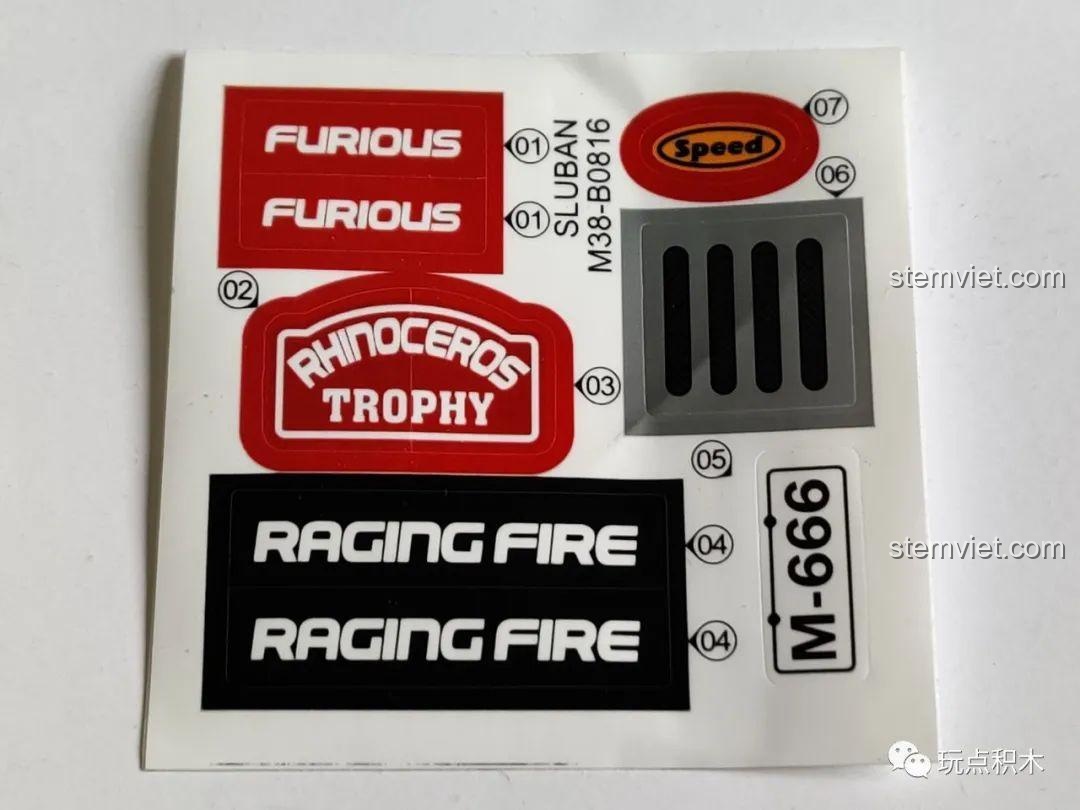 FURIOUS
01
FURIOUS
01
SLUBAN
M38-B0816
Speed
07
06
02
RHINOCEROS
TROPHY
03
05
RAGING FIRE
04
RAGING FIRE
04
M-666
stemviet.com
stemviet.com
玩点积木